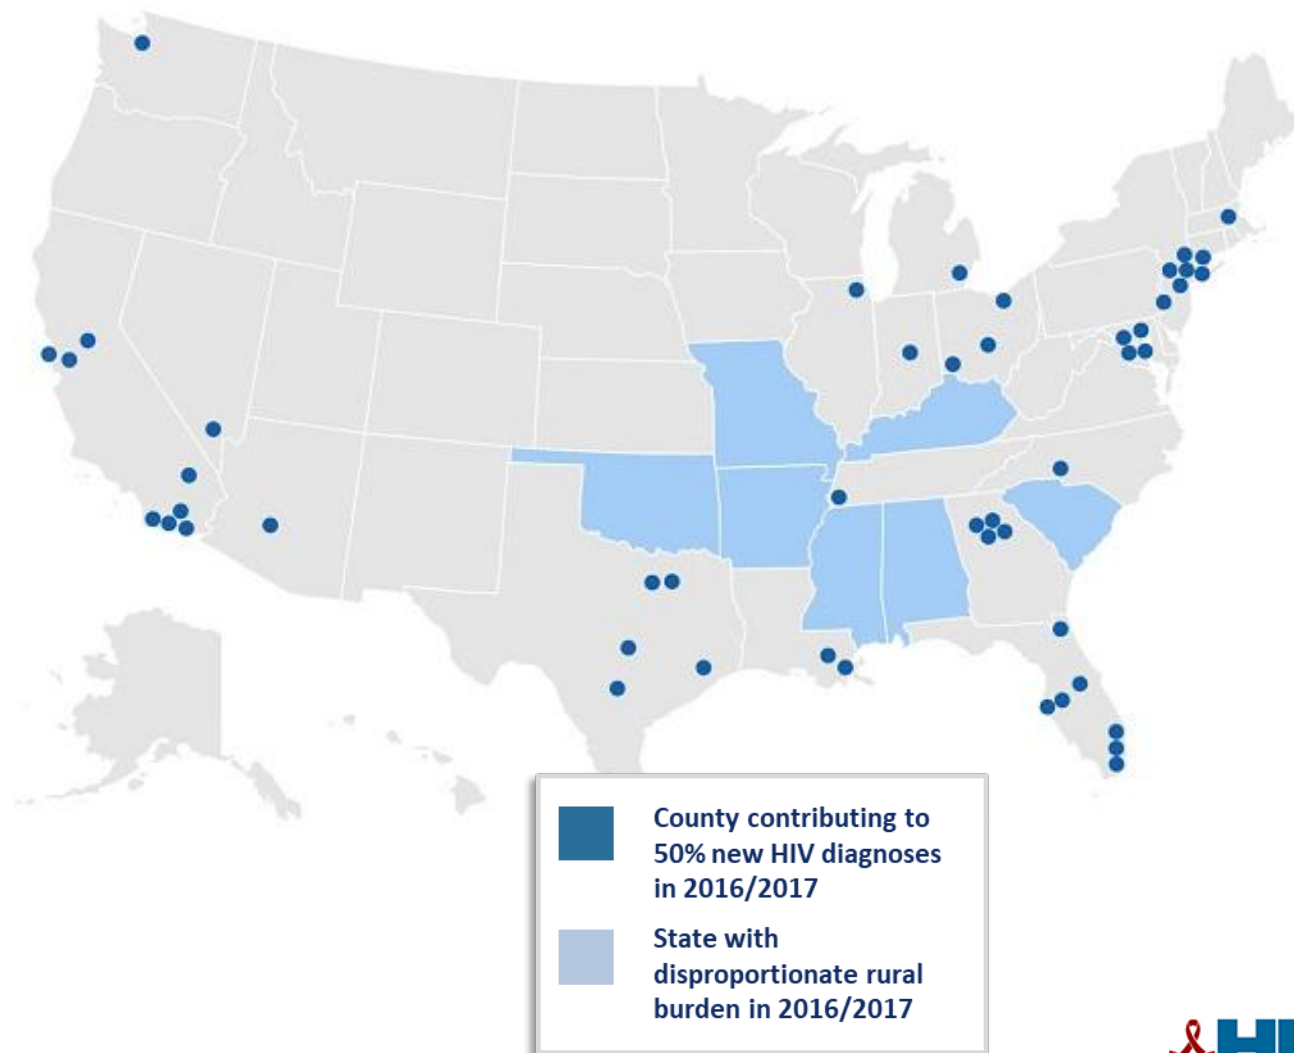 County contributing to
50% new HIV diagnoses
in 2016/2017
State with
disproportionate rural
burden in 2016/2017